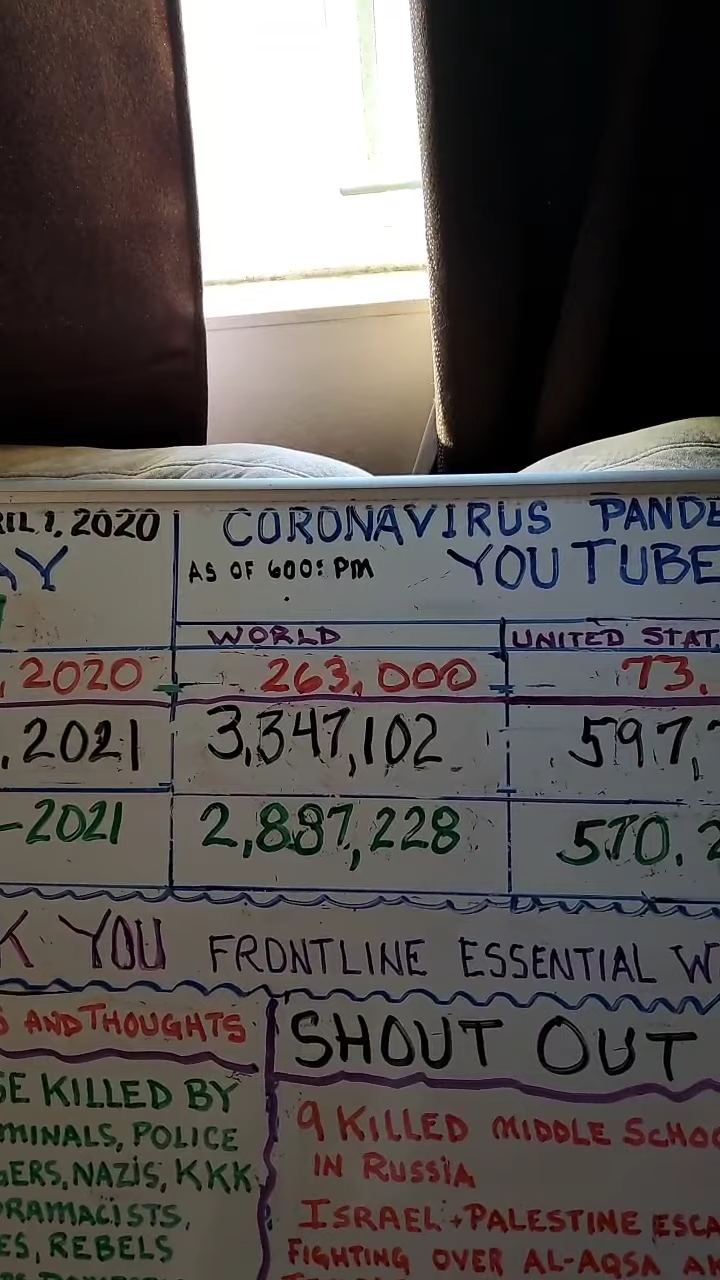 RIL 1, 2020
CORONAVIRUS PANDE
AY
AS OF 600: PM
YOUTUBE
WORLD
UNITED STAT
, 2020
263,000
73,
, 2021
3,347,102
597,
-2021
2,887,228
570,2
K YOU FRONTLINE ESSENTIAL W
S AND THOUGHTS
SE KILLED BY
MINALS, POLICE
GERS, NAZIS, KKK
PRAMACISTS,
ES, REBELS
SHOUT OUT
9 KILLED MIDDLE SCHOO
IN RUSSIA
ISRAEL + PALESTINE ESCA
FIGHTING OVER AL-AQSA